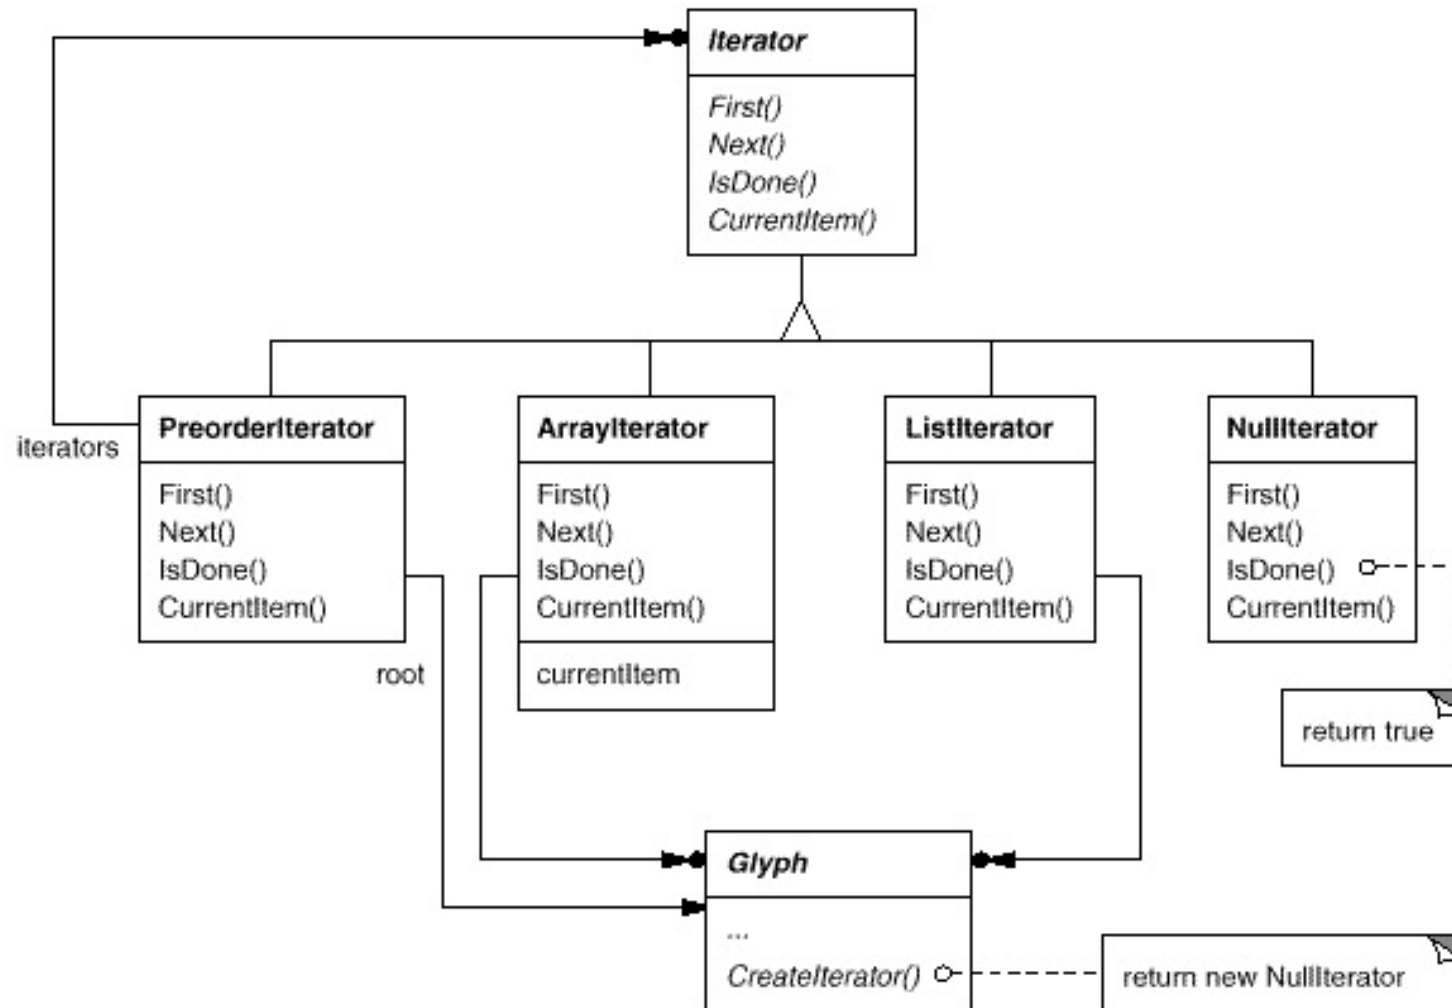 Iterator
First()
Next()
IsDone()
CurrentItem()
iterators
PreorderIterator
First()
Next()
IsDone()
CurrentItem()
root
ArrayIterator
First()
Next()
IsDone()
CurrentItem()
currentItem
ListIterator
First()
Next()
IsDone()
CurrentItem()
NullIterator
First()
Next()
IsDone()
CurrentItem()
return true
Glyph
...
CreateIterator()
return new NullIterator